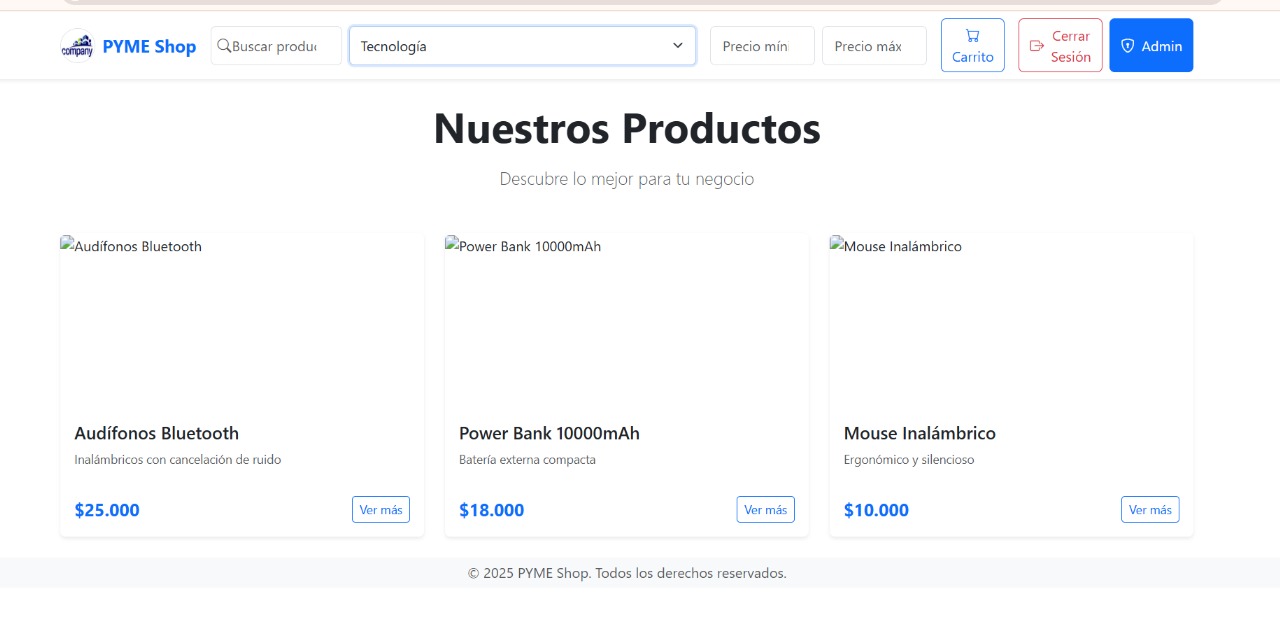 company
PYME Shop
Buscar produc
Tecnología
Precio míni
Precio máx
Carrito
Cerrar
Sesión
Admin
Nuestros Productos
Descubre lo mejor para tu negocio
Audífonos Bluetooth
Power Bank 10000mAh
Mouse Inalámbrico
Audífonos Bluetooth
Inalámbricos con cancelación de ruido
$25.000
Ver más
Power Bank 10000mAh
Batería externa compacta
$18.000
Ver más
Mouse Inalámbrico
Ergonómico y silencioso
$10.000
Ver más
© 2025 PYME Shop. Todos los derechos reservados.